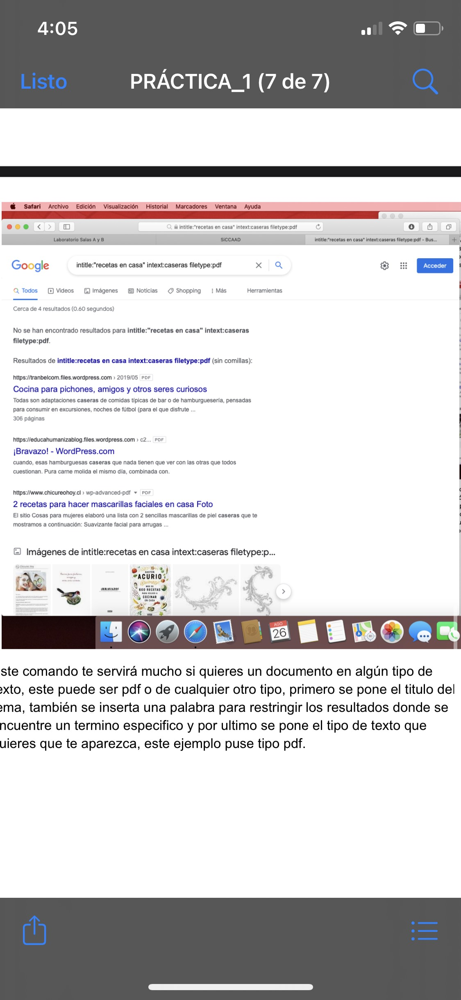 4:05
Listo
PRÁCTICA_1 (7 de 7)
Safari Archivo Edición Visualización Historial Marcadores Ventana Ayuda
intitle:"recetas en casa" intext:caseras filetype:pdf
Laboratorio Salas A y B
SiCCAAD
intitle:"recetas en casa" intext:caseras filetype:pdf - Bus...
Google
intitle:"recetas en casa" intext:caseras filetype:pdf
Acceder
Todos Videos Imágenes Noticias Shopping Más Herramientas
Cerca de 4 resultados (0.60 segundos)
No se han encontrado resultados para intitle:"recetas en casa" intext:caseras
filetype:pdf.
Resultados de intitle:recetas en casa intext:caseras filetype:pdf (sin comillas):
https://tranbelcom.files.wordpress.com › 2019/05 PDF
Cocina para pichones, amigos y otros seres curiosos
Todas son adaptaciones caseras de comidas típicas de bar o de hamburguesería, pensadas
para consumir en excursiones, noches de fútbol (para el que disfrute ...
306 páginas
https://educahumanizablog.files.wordpress.com › c2... PDF
¡Bravazo! - WordPress.com
cuando, esas hamburguesas caseras que nada tienen que ver con las otras que todos
cuestionan. Pura carne molida el mismo día, combinada con.
https://www.chicureohoy.cl › wp-advanced-pdf PDF
2 recetas para hacer mascarillas faciales en casa Foto
El sitio Cosas para mujeres elaboró una lista con 2 sencillas mascarillas de piel caseras que te
mostramos a continuación: Suavizante facial para arrugas ...
Imágenes de intitle:recetas en casa intext:caseras filetype:p...
Chicureo Hoy
¡BRAVAZO!
GASTÓN
ACURIO
¡Bravazo!
MÁS DE
600 RECETAS
PARA VOLVER A
COCINAR
EN CASA
AGO
26
3D
ste comando te servirá mucho si quieres un documento en algún tipo de
exto, este puede ser pdf o de cualquier otro tipo, primero se pone el titulo del
ema, también se inserta una palabra para restringir los resultados donde se
ncuentre un termino especifico y por ultimo se pone el tipo de texto que
uieres que te aparezca, este ejemplo puse tipo pdf.